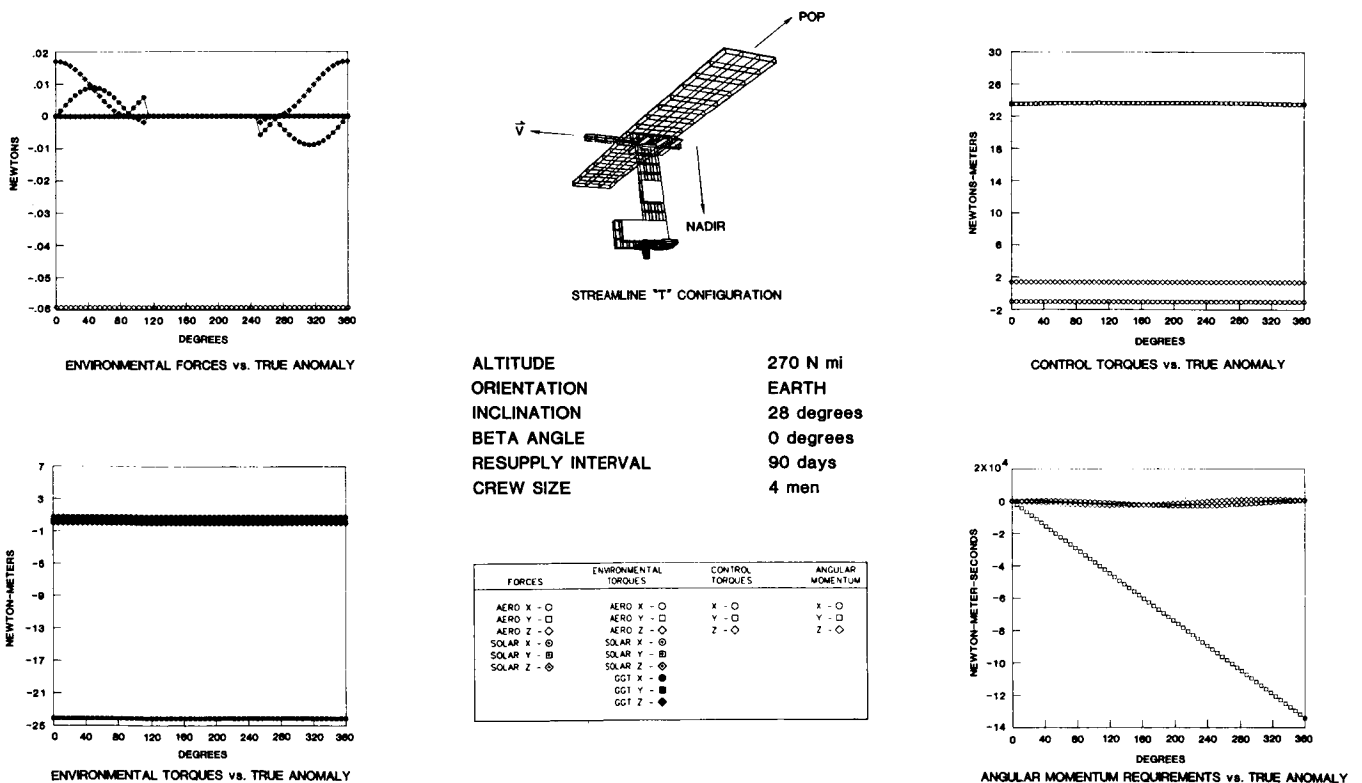 .02
.01
0
-.01
-.02
-.03
-.04
-.05
-.06
NEWTONS
0 40 80 120 160 200 240 280 320 360
DEGREES
ENVIRONMENTAL FORCES vs. TRUE ANOMALY
POP
V
NADIR
STREAMLINE "T" CONFIGURATION
30
26
22
18
14
10
6
2
-2
NEWTONS-METERS
0 40 80 120 160 200 240 280 320 360
DEGREES
CONTROL TORQUES vs. TRUE ANOMALY
ALTITUDE 270 N mi
ORIENTATION EARTH
INCLINATION 28 degrees
BETA ANGLE 0 degrees
RESUPPLY INTERVAL 90 days
CREW SIZE 4 men
7
3
-1
-5
-9
-13
-17
-21
-25
NEWTON-METERS
0 40 80 120 160 200 240 280 320 360
DEGREES
ENVIRONMENTAL TORQUES vs. TRUE ANOMALY
FORCES ENVIRONMENTAL TORQUES CONTROL TORQUES ANGULAR MOMENTUM
AERO X - ○ AERO X - ○ X - ○ X - ○
AERO Y - □ AERO Y - □ Y - □ Y - □
AERO Z - ◇ AERO Z - ◇ Z - ◇ Z - ◇
SOLAR X - ⊙ SOLAR X - ⊙
SOLAR Y - ⊡ SOLAR Y - ⊡
SOLAR Z - ◈ SOLAR Z - ◈
GGT X - ●
GGT Y - ■
GGT Z - ◆
2X10⁴
0
-2
-4
-6
-8
-10
-12
-14
NEWTON-METER-SECONDS
0 40 80 120 160 200 240 280 320 360
DEGREES
ANGULAR MOMENTUM REQUIREMENTS vs. TRUE ANOMALY